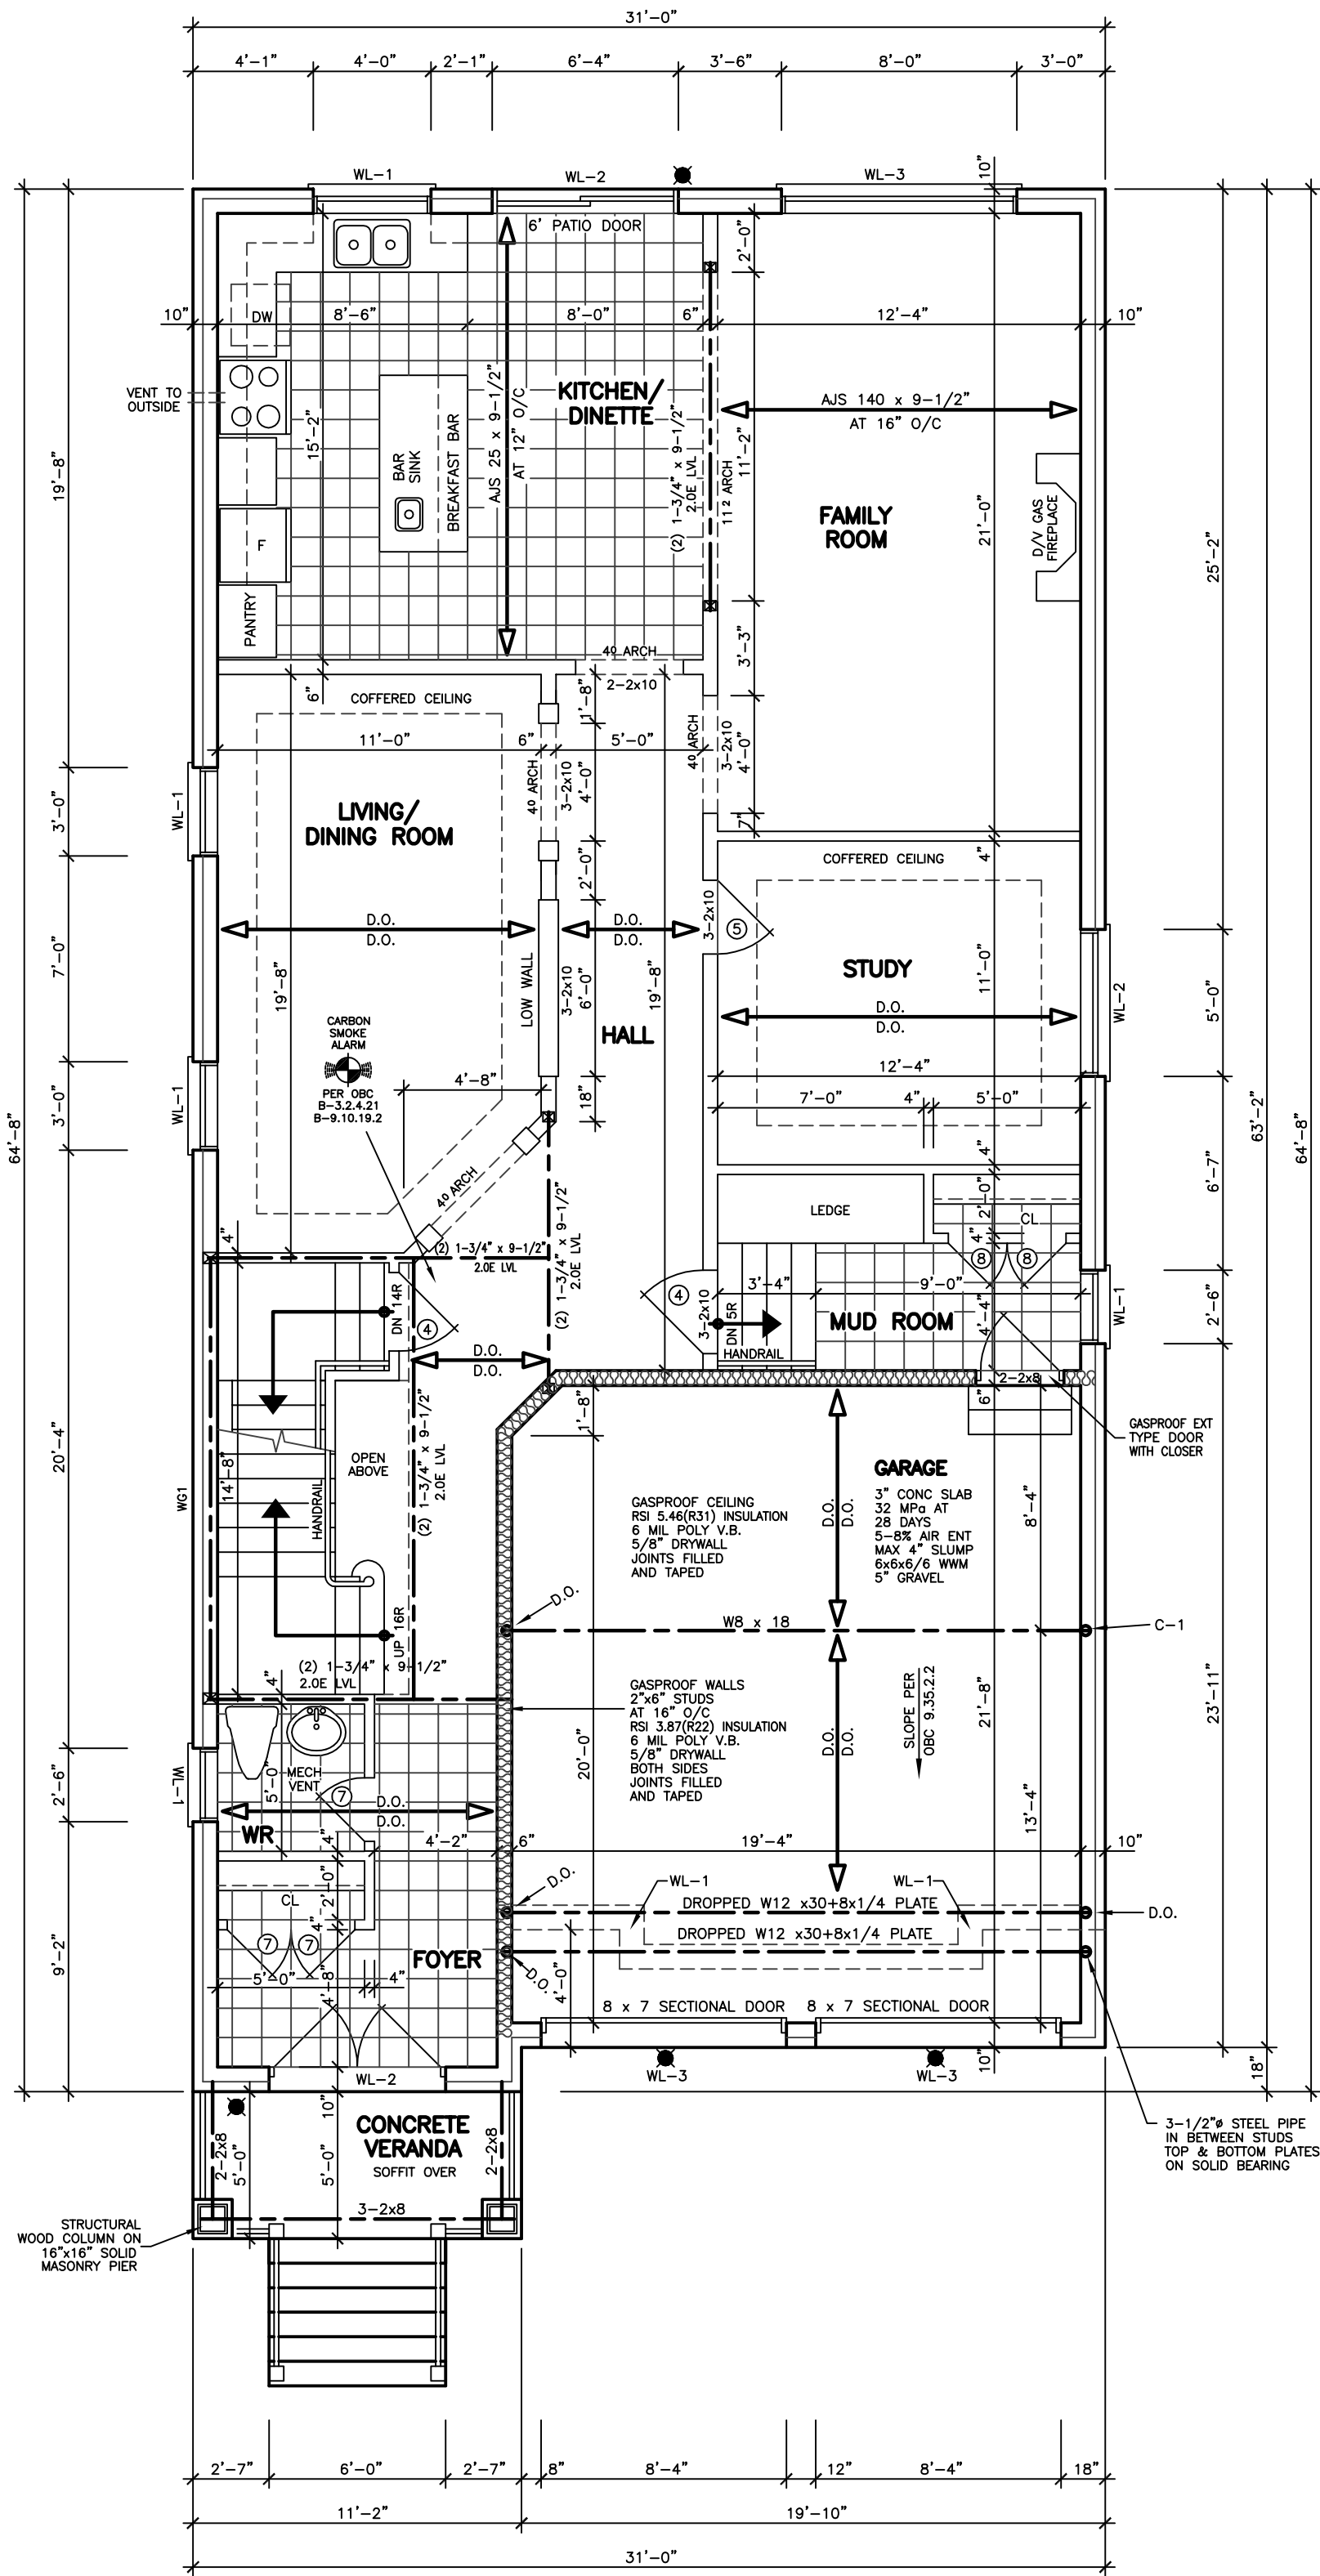 31'-0"
4'-1" 4'-0" 2'-1" 6'-4" 3'-6" 8'-0" 3'-0"
10"
WL-1 WL-2 WL-3
6' PATIO DOOR
2'-0"
10" DW 8'-6" 8'-0" 6" 12'-4" 10"
VENT TO
OUTSIDE
KITCHEN/
DINETTE
AJS 25 x 9-1/2"
AT 12" O/C
15'-2"
BAR
SINK
BREAKFAST BAR
(2) 1-3/4" x 9-1/2"
2.0E LVL
11² ARCH
11'-2"
AJS 140 x 9-1/2"
AT 16" O/C
FAMILY
ROOM
21'-0"
D/V GAS
FIREPLACE
19'-8"
25'-2"
F
PANTRY
4⁰ ARCH
2-2x10
3'-3"
6"
COFFERED CEILING
1'-8"
11'-0" 6" 5'-0"
4⁰ ARCH
3-2x10
4'-0"
4⁰ ARCH
3-2x10
4'-0"
7"
LIVING/
DINING ROOM
WL-1
3'-0"
2'-0"
COFFERED CEILING
4"
D.O.
D.O.
D.O.
D.O.
3-2x10
5
7'-0"
19'-8"
LOW WALL
3-2x10
6'-0"
19'-8"
STUDY
11'-0"
D.O.
D.O.
WL-2
5'-0"
HALL
CARBON
SMOKE
ALARM
PER OBC
B-3.2.4.21
B-9.10.19.2
WL-1
3'-0"
4'-8"
18"
12'-4"
7'-0" 4" 5'-0"
64'-8"
63'-2"
64'-8"
4⁰ ARCH
4"
LEDGE
2'-0"
CL
4"
8 8
6'-7"
4"
(2) 1-3/4" x 9-1/2"
2.0E LVL
(2) 1-3/4" x 9-1/2"
2.0E LVL
DN 14R
4
4
3'-4" 9'-0"
3-2x10
DN 5R
HANDRAIL
MUD ROOM
4'-4"
WL-1
2'-6"
D.O.
D.O.
2-2x8
6"
GASPROOF EXT
TYPE DOOR
WITH CLOSER
1'-8"
20'-4"
WG1
14'-8"
HANDRAIL
OPEN
ABOVE
(2) 1-3/4" x 9-1/2"
2.0E LVL
GASPROOF CEILING
RSI 5.46(R31) INSULATION
6 MIL POLY V.B.
5/8" DRYWALL
JOINTS FILLED
AND TAPED
D.O.
D.O.
GARAGE
3" CONC SLAB
32 MPa AT
28 DAYS
5-8% AIR ENT
MAX 4" SLUMP
6x6x6/6 WWM
5" GRAVEL
8'-4"
D.O.
W8 x 18
C-1
UP 16R
(2) 1-3/4" x 9-1/2"
2.0E LVL
4"
GASPROOF WALLS
2"x6" STUDS
AT 16" O/C
RSI 3.87(R22) INSULATION
6 MIL POLY V.B.
5/8" DRYWALL
BOTH SIDES
JOINTS FILLED
AND TAPED
20'-0"
D.O.
D.O.
SLOPE PER
OBC 9.35.2.2
21'-8"
13'-4"
23'-11"
WL-1
2'-6"
MECH
VENT
5'-0"
7
D.O.
D.O.
WR
4"
4'-2" 6" 19'-4" 10"
CL
2'-0"
4"
7 7
D.O.
WL-1 WL-1
DROPPED W12 x30+8x1/4 PLATE
D.O.
DROPPED W12 x30+8x1/4 PLATE
9'-2"
FOYER
5'-0" 4"
4'-8"
D.O.
4'-0"
8 x 7 SECTIONAL DOOR 8 x 7 SECTIONAL DOOR
10"
WL-3 WL-3
18"
WL-2
10"
CONCRETE
VERANDA
SOFFIT OVER
2-2x8
5'-0"
5'-0"
2-2x8
3-2x8
3-1/2"ø STEEL PIPE
IN BETWEEN STUDS
TOP & BOTTOM PLATES
ON SOLID BEARING
STRUCTURAL
WOOD COLUMN ON
16"x16" SOLID
MASONRY PIER
2'-7" 6'-0" 2'-7" 8" 8'-4" 12" 8'-4" 18"
11'-2" 19'-10"
31'-0"